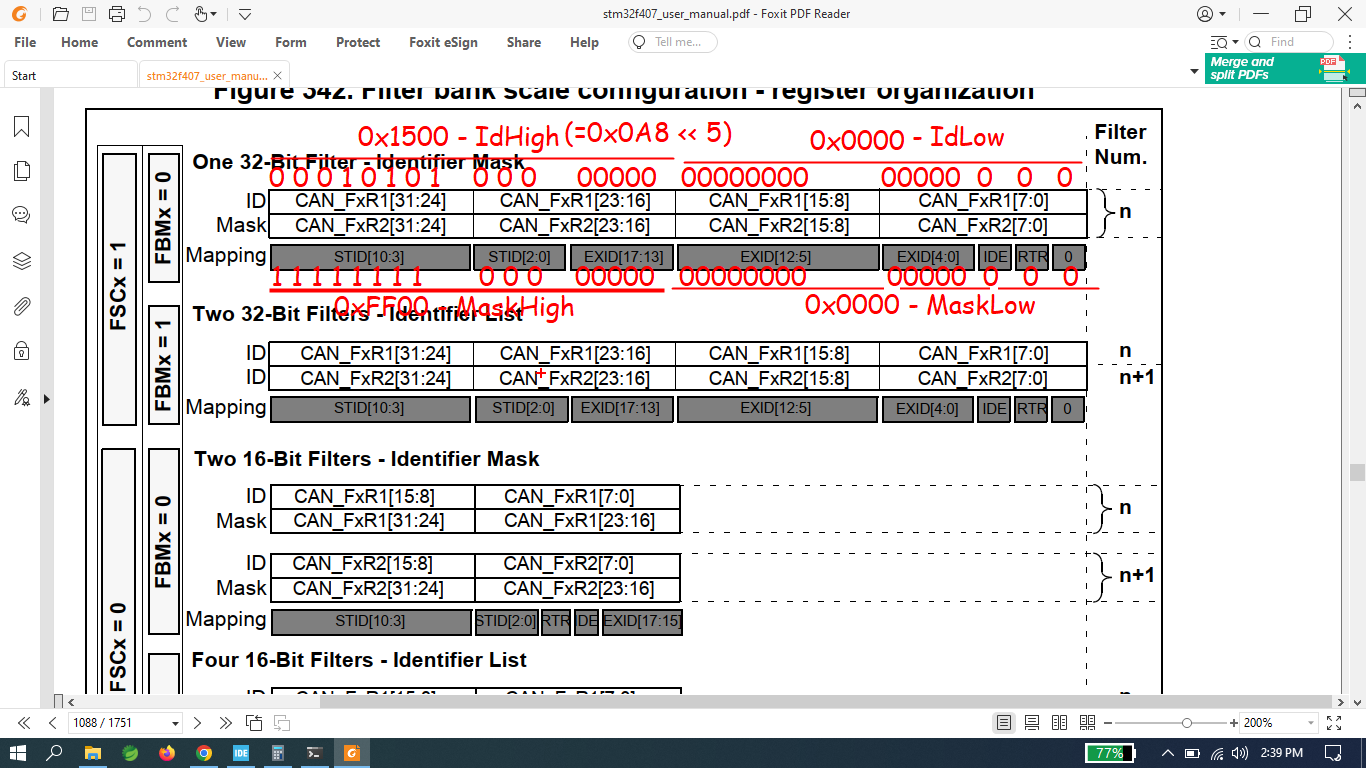 stm32f407_user_manual.pdf - Foxit PDF Reader
File Home Comment View Form Protect Foxit eSign Share Help Tell me... Find
Start stm32f407_user_manu... Merge and
split PDFs PDF
Figure 342. Filter bank scale configuration - register organization
0x1500 - IdHigh (=0x0A8 << 5) 0x0000 - IdLow
Filter
Num.
One 32-Bit Filter - Identifier Mask
0 0 0 1 0 1 0 1 0 0 0 00000 00000000 00000 0 0 0
ID CAN_FxR1[31:24] CAN_FxR1[23:16] CAN_FxR1[15:8] CAN_FxR1[7:0]
n
Mask CAN_FxR2[31:24] CAN_FxR2[23:16] CAN_FxR2[15:8] CAN_FxR2[7:0]
Mapping STID[10:3] STID[2:0] EXID[17:13] EXID[12:5] EXID[4:0] IDE RTR 0
1 1 1 1 1 1 1 1 0 0 0 00000 00000000 00000 0 0 0
0xFF00 - MaskHigh 0x0000 - MaskLow
FSCx = 1
FBMx = 0
FBMx = 1
Two 32-Bit Filters - Identifier List
ID CAN_FxR1[31:24] CAN_FxR1[23:16] CAN_FxR1[15:8] CAN_FxR1[7:0] n
ID CAN_FxR2[31:24] CAN_FxR2[23:16] CAN_FxR2[15:8] CAN_FxR2[7:0] n+1
Mapping STID[10:3] STID[2:0] EXID[17:13] EXID[12:5] EXID[4:0] IDE RTR 0
FSCx = 0
FBMx = 0
Two 16-Bit Filters - Identifier Mask
ID CAN_FxR1[15:8] CAN_FxR1[7:0]
n
Mask CAN_FxR1[31:24] CAN_FxR1[23:16]
ID CAN_FxR2[15:8] CAN_FxR2[7:0]
n+1
Mask CAN_FxR2[31:24] CAN_FxR2[23:16]
Mapping STID[10:3] STID[2:0] RTR IDE EXID[17:15]
Four 16-Bit Filters - Identifier List
ID CAN_FxR1[15:8] CAN_FxR1[7:0] n
1088 / 1751 200%
IDE 77% 2:39 PM